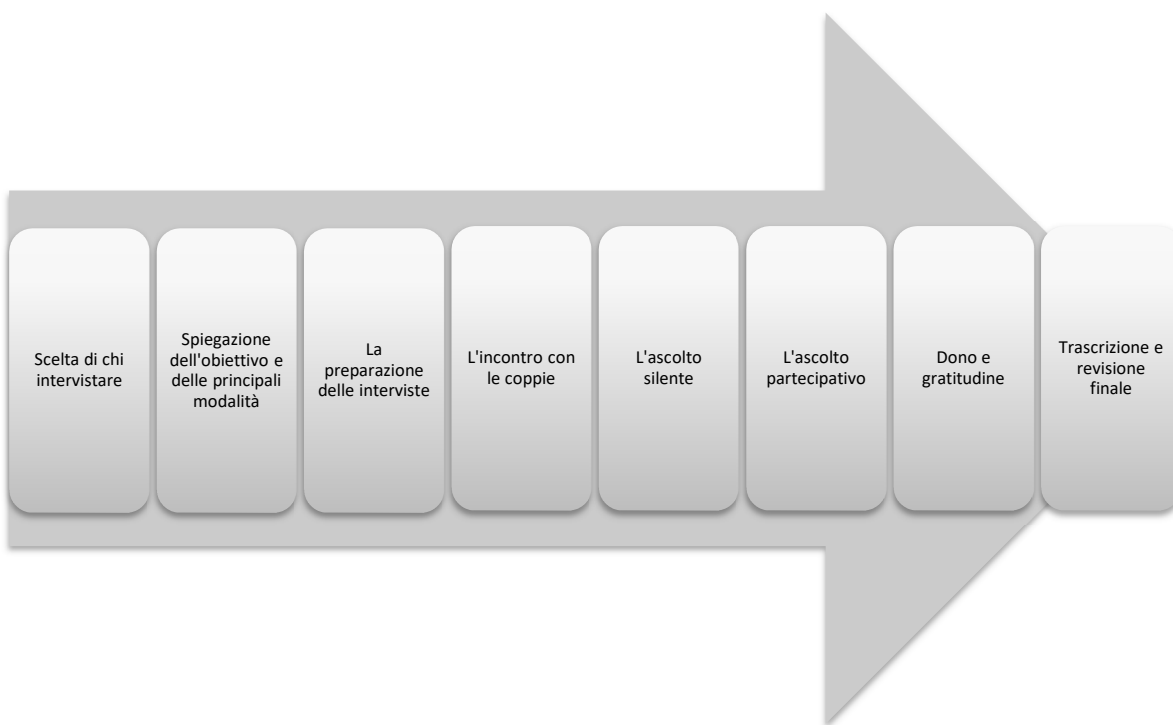 Scelta di chi
intervistare
Spiegazione
dell'obiettivo e
delle principali
modalità
La
preparazione
delle interviste
L'incontro con
le coppie
L'ascolto
silente
L'ascolto
partecipativo
Dono e
gratitudine
Trascrizione e
revisione
finale